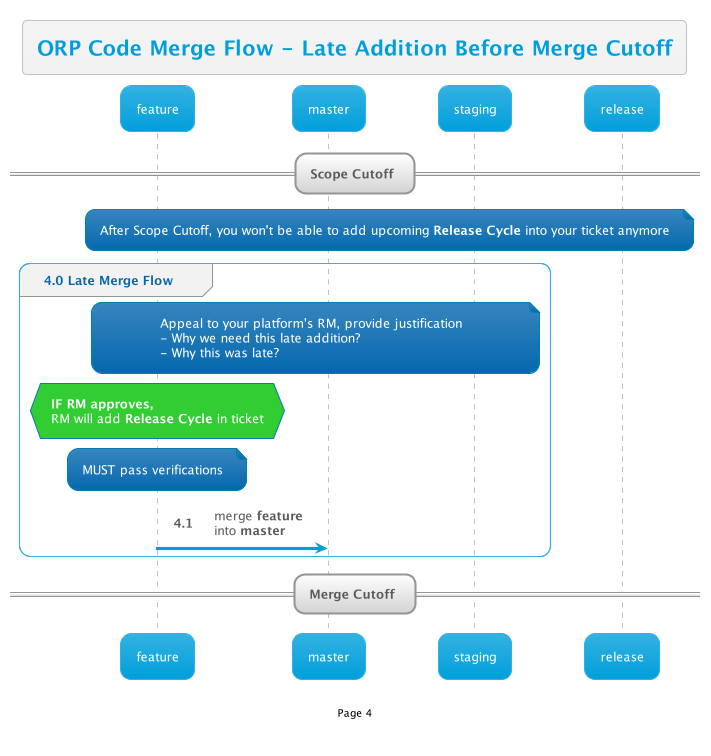 ORP Code Merge Flow – Late Addition Before Merge Cutoff
feature
master
staging
release
Scope Cutoff
After Scope Cutoff, you won't be able to add upcoming Release Cycle into your ticket anymore
4.0 Late Merge Flow
Appeal to your platform's RM, provide justification
– Why we need this late addition?
– Why this was late?
IF RM approves,
RM will add Release Cycle in ticket
MUST pass verifications
4.1 merge feature
into master
Merge Cutoff
feature
master
staging
release
Page 4